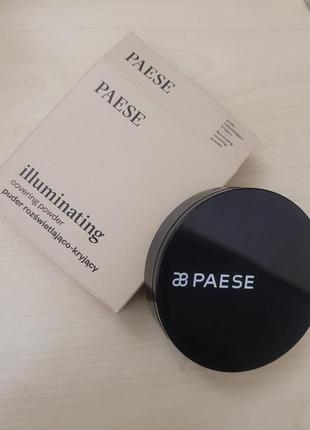 PAESE
PAESE
illuminating
covering powder
puder rozświetlająco-kryjący
PAESE